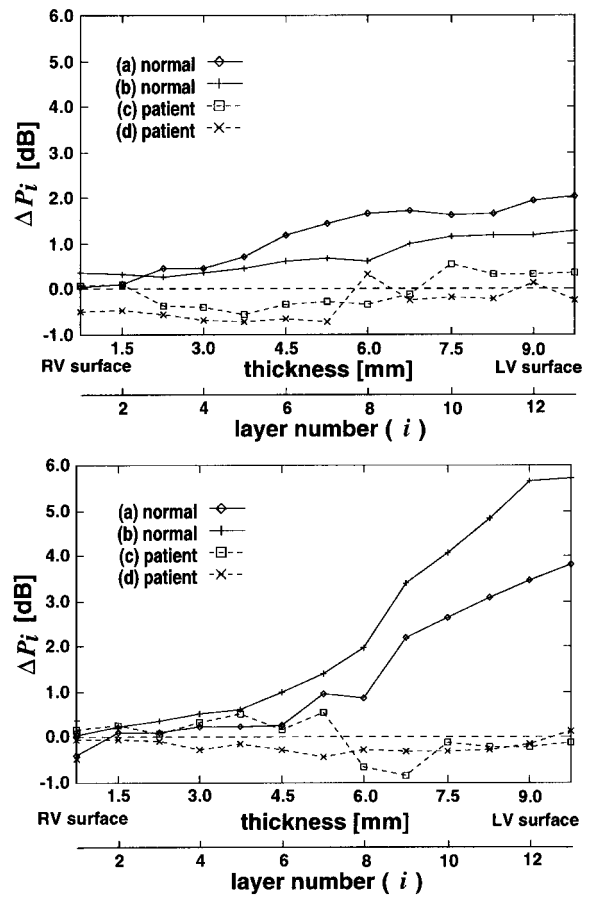 6.0
5.0
4.0
3.0
2.0
1.0
0.0
-1.0
ΔPi [dB]
(a) normal
(b) normal
(c) patient
(d) patient
1.5 3.0 4.5 6.0 7.5 9.0
RV surface thickness [mm] LV surface
2 4 6 8 10 12
layer number ( i )
6.0
5.0
4.0
3.0
2.0
1.0
0.0
-1.0
ΔPi [dB]
(a) normal
(b) normal
(c) patient
(d) patient
1.5 3.0 4.5 6.0 7.5 9.0
RV surface thickness [mm] LV surface
2 4 6 8 10 12
layer number ( i )